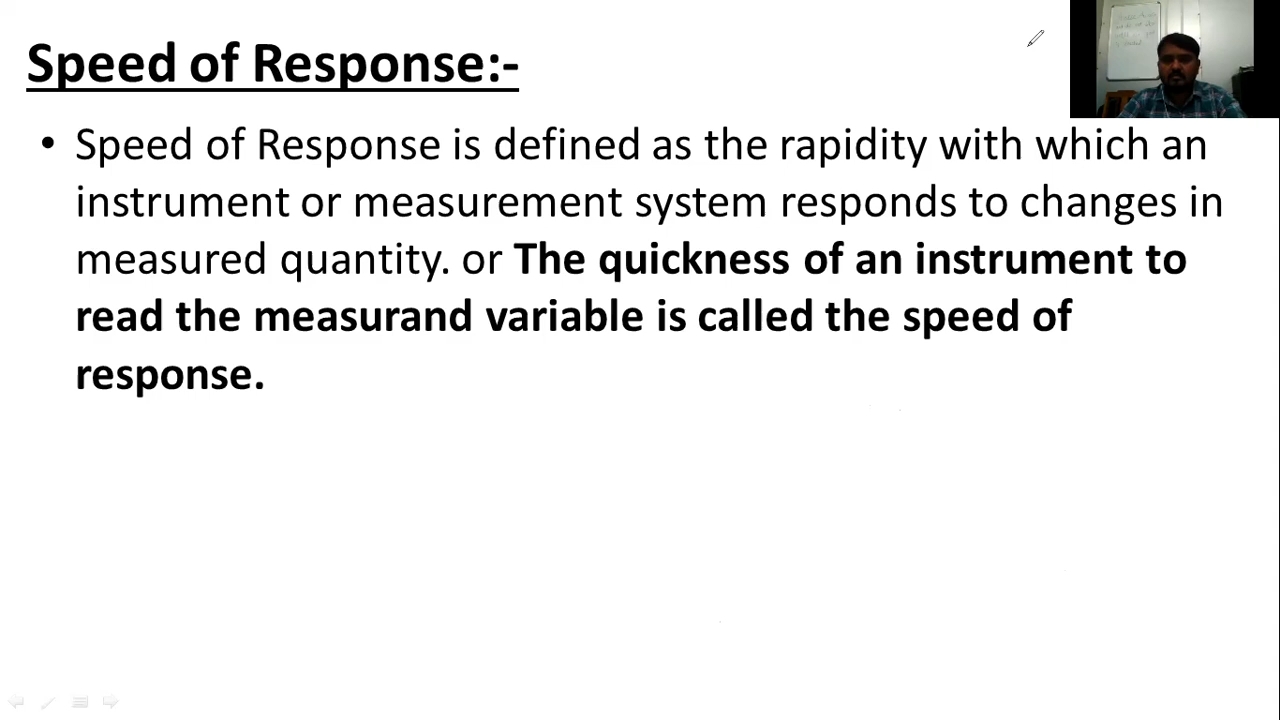 Speed of Response:-
• Speed of Response is defined as the rapidity with which an
instrument or measurement system responds to changes in
measured quantity. or The quickness of an instrument to
read the measurand variable is called the speed of
response.